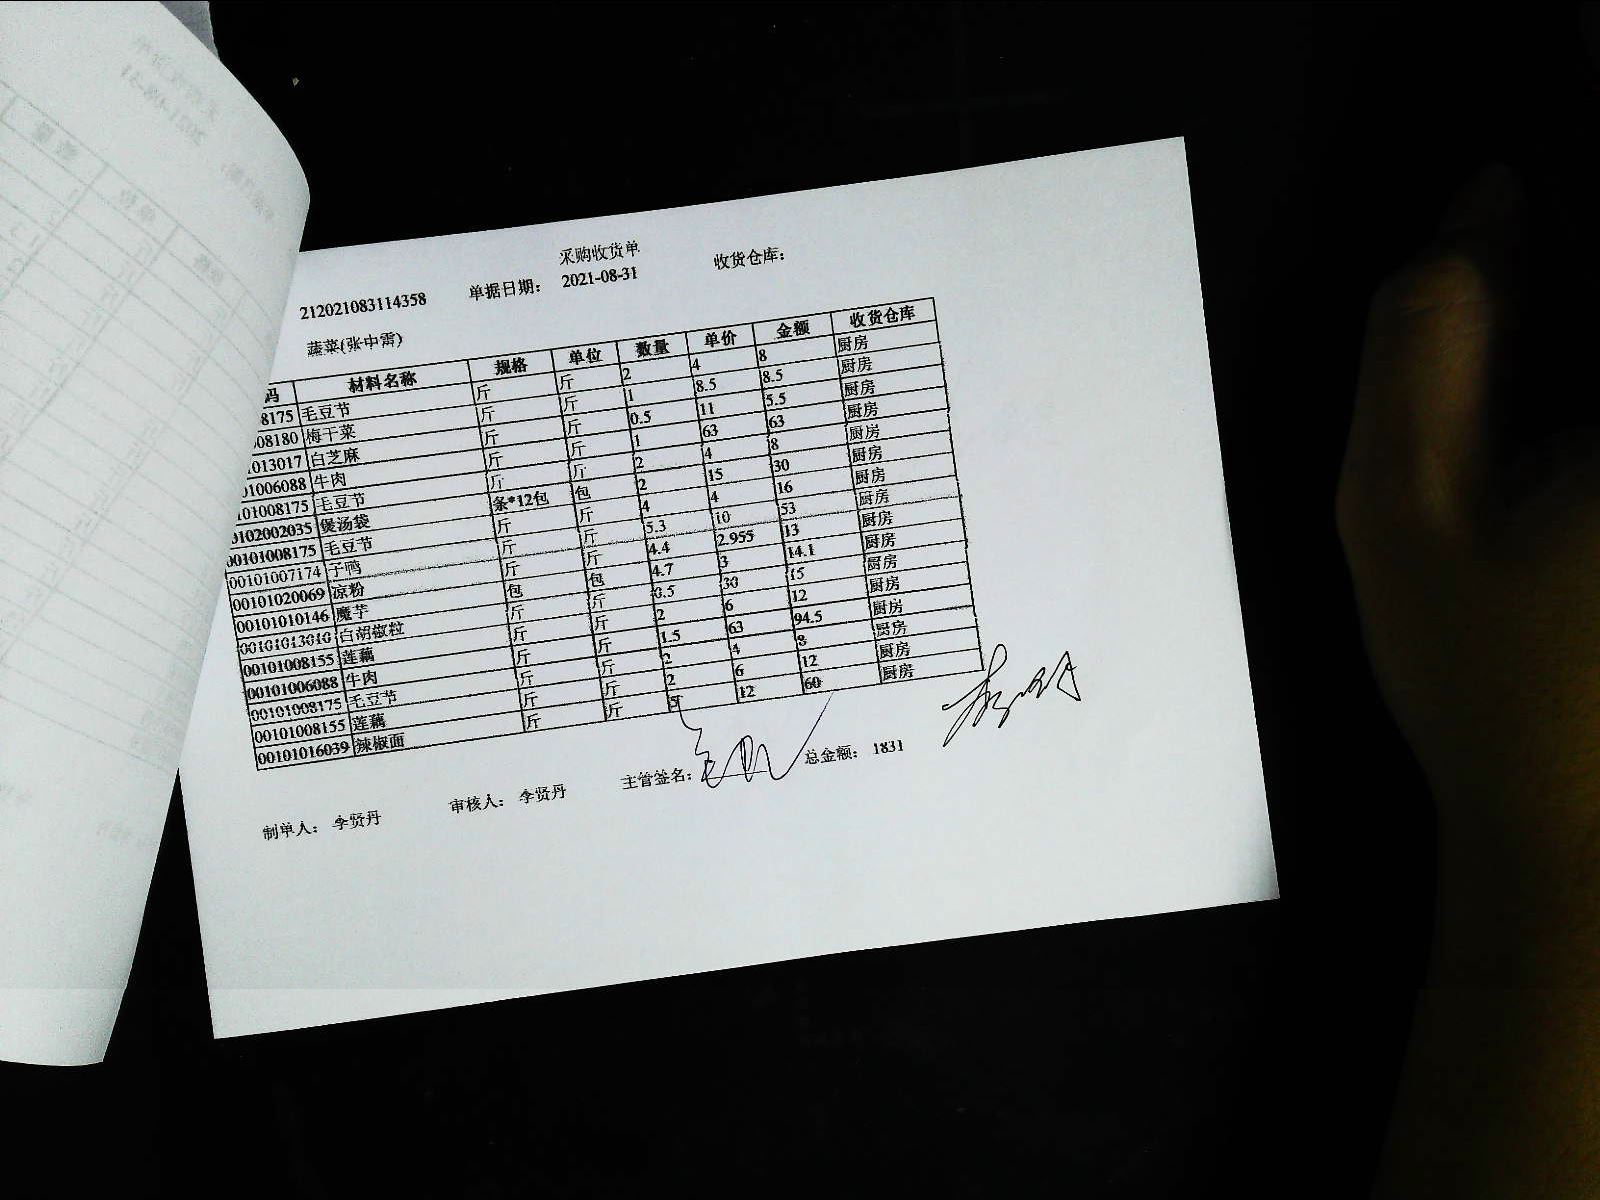 采购收货单
212021083114358 单据日期： 2021-08-31 收货仓库：
蔬菜(张中雷)
码 材料名称 规格 单位 数量 单价 金额 收货仓库
8175 毛豆节 斤 斤 2 4 8 厨房
08180 梅干菜 斤 斤 1 8.5 8.5 厨房
013017 白芝麻 斤 斤 0.5 11 5.5 厨房
01006088 牛肉 斤 斤 1 63 63 厨房
101008175 毛豆节 斤 斤 2 4 8 厨房
0102002035 煲汤袋 条*12包 包 2 15 30 厨房
00101008175 毛豆节 斤 斤 4 4 16 厨房
00101007174 子鸭 斤 斤 5.3 10 53 厨房
00101020069 凉粉 斤 斤 4.4 2.955 13 厨房
00101010146 魔芋 斤 斤 4.7 3 14.1 厨房
00101013010 白胡椒粒 包 包 0.5 30 15 厨房
00101008155 莲藕 斤 斤 2 6 12 厨房
00101006088 牛肉 斤 斤 1.5 63 94.5 厨房
00101008175 毛豆节 斤 斤 2 4 8 厨房
00101008155 莲藕 斤 斤 2 6 12 厨房
00101016039 辣椒面 斤 斤 5 12 60 厨房
制单人： 李贤丹 审核人： 李贤丹 主管签名： 总金额： 1831